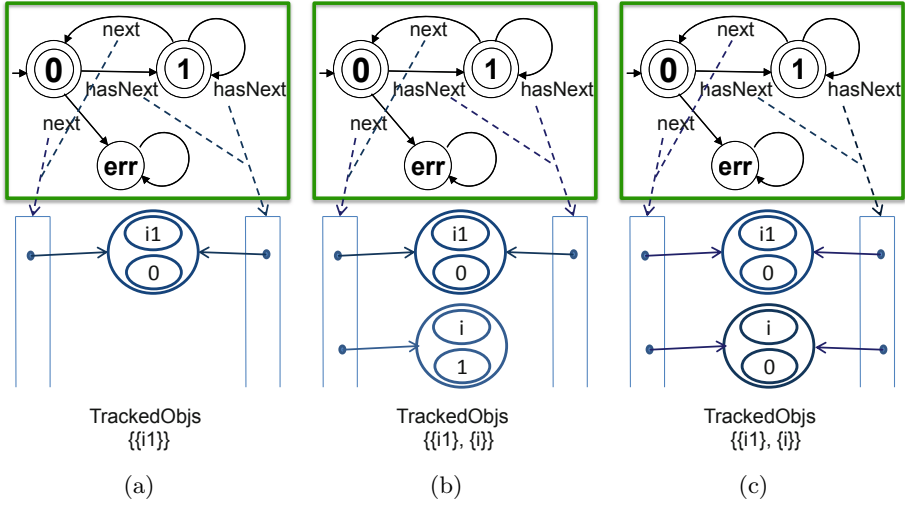 next
0
1
hasNext
hasNext
next
err
i1
0
TrackedObjs
{{i1}}
(a)
next
0
1
hasNext
hasNext
next
err
i1
0
i
1
TrackedObjs
{{i1}, {i}}
(b)
next
0
1
hasNext
hasNext
next
err
i1
0
i
0
TrackedObjs
{{i1}, {i}}
(c)